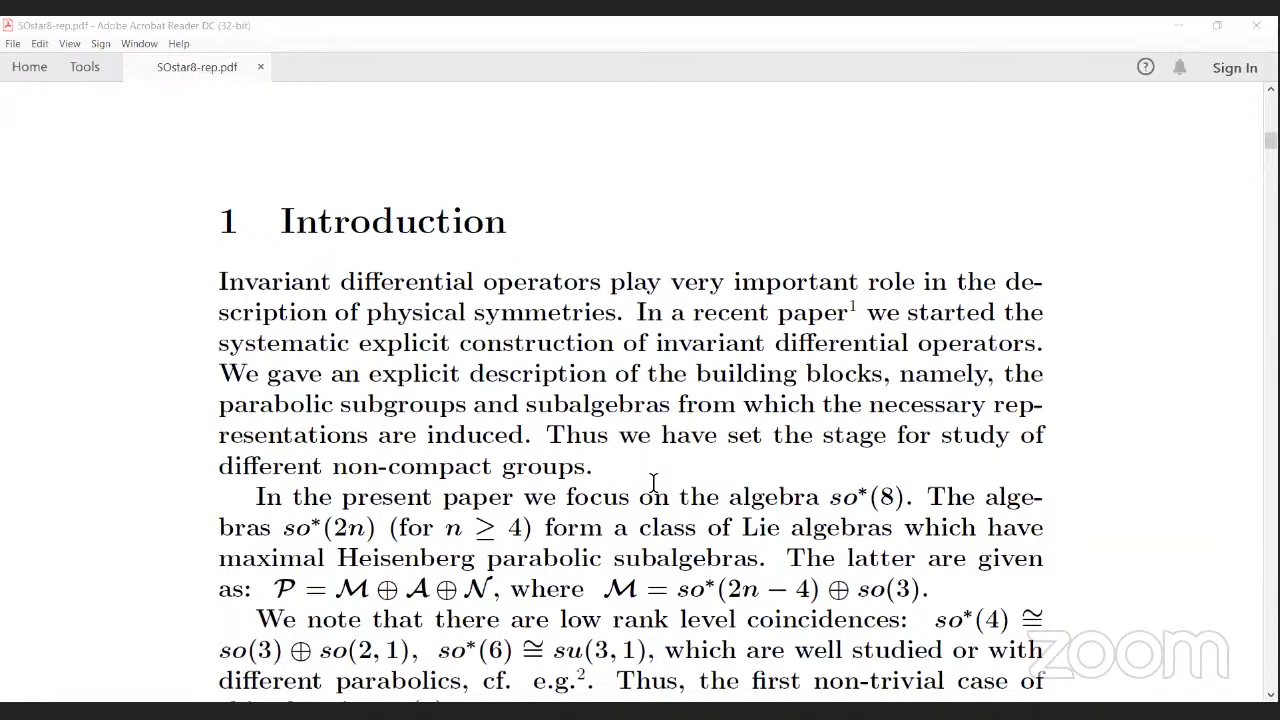 SOstar8-rep.pdf - Adobe Acrobat Reader DC (32-bit)
File Edit View Sign Window Help
Home Tools SOstar8-rep.pdf × Sign In
1 Introduction
Invariant differential operators play very important role in the de-
scription of physical symmetries. In a recent paper¹ we started the
systematic explicit construction of invariant differential operators.
We gave an explicit description of the building blocks, namely, the
parabolic subgroups and subalgebras from which the necessary rep-
resentations are induced. Thus we have set the stage for study of
different non-compact groups.
In the present paper we focus on the algebra so*(8). The alge-
bras so*(2n) (for n ≥ 4) form a class of Lie algebras which have
maximal Heisenberg parabolic subalgebras. The latter are given
as: 𝒫 = ℳ ⊕ 𝒜 ⊕ 𝒩, where ℳ = so*(2n − 4) ⊕ so(3).
We note that there are low rank level coincidences: so*(4) ≅
so(3) ⊕ so(2,1), so*(6) ≅ su(3,1), which are well studied or with
different parabolics, cf. e.g.². Thus, the first non-trivial case of
zoom